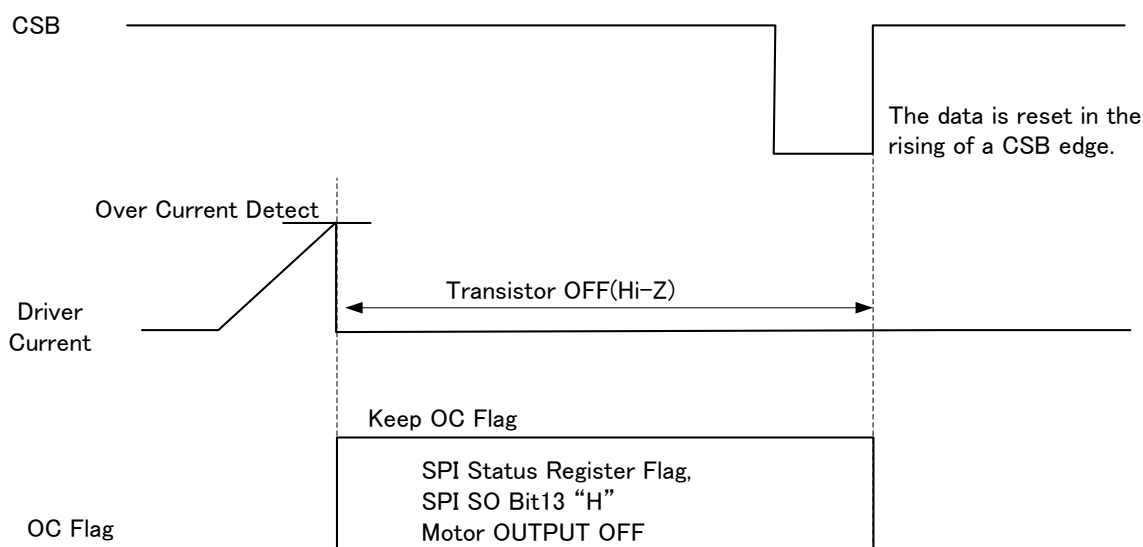 CSB
The data is reset in the
rising of a CSB edge.
Over Current Detect
Transistor OFF(Hi-Z)
Driver
Current
Keep OC Flag
SPI Status Register Flag,
SPI SO Bit13 “H”
Motor OUTPUT OFF
OC Flag